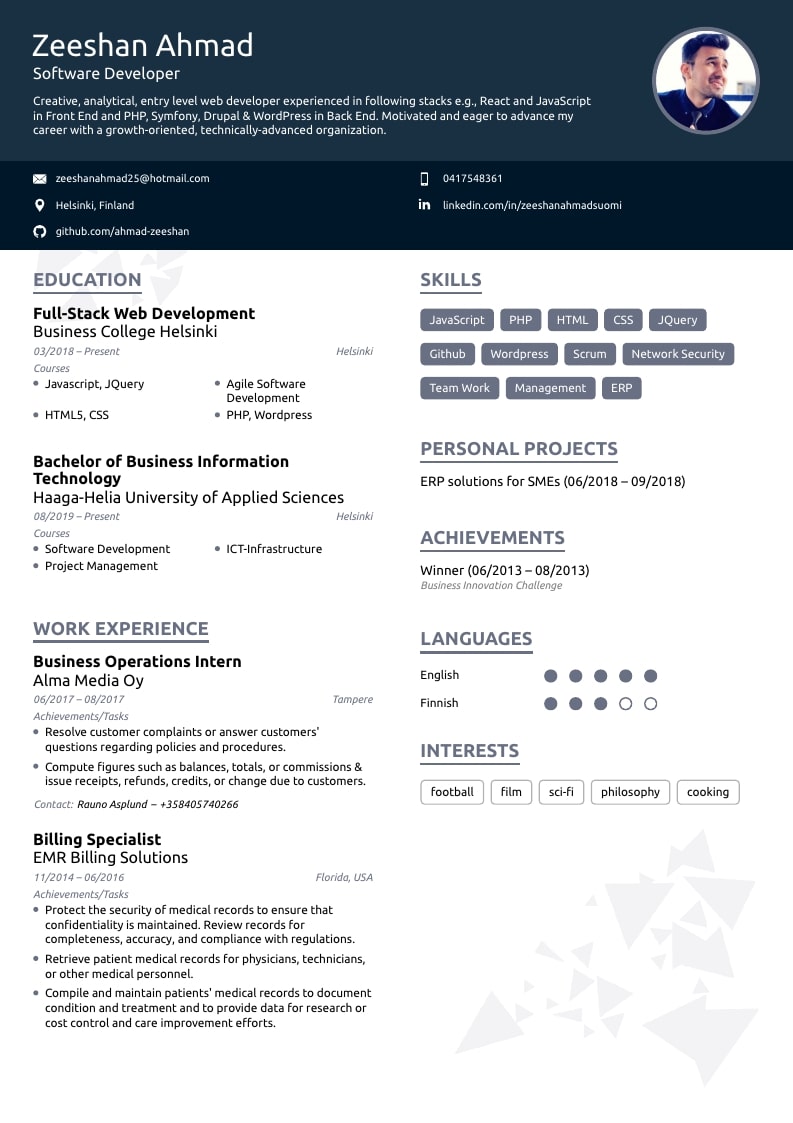 Zeeshan Ahmad
Software Developer
Creative, analytical, entry level web developer experienced in following stacks e.g., React and JavaScript
in Front End and PHP, Symfony, Drupal & WordPress in Back End. Motivated and eager to advance my
career with a growth-oriented, technically-advanced organization.
zeeshanahmad25@hotmail.com
0417548361
Helsinki, Finland
linkedin.com/in/zeeshanahmadsuomi
github.com/ahmad-zeeshan
EDUCATION
Full-Stack Web Development
Business College Helsinki
03/2018 – Present Helsinki
Courses
Javascript, JQuery
Agile Software
Development
HTML5, CSS
PHP, Wordpress
Bachelor of Business Information
Technology
Haaga-Helia University of Applied Sciences
08/2019 – Present Helsinki
Courses
Software Development
ICT-Infrastructure
Project Management
WORK EXPERIENCE
Business Operations Intern
Alma Media Oy
06/2017 – 08/2017 Tampere
Achievements/Tasks
Resolve customer complaints or answer customers'
questions regarding policies and procedures.
Compute figures such as balances, totals, or commissions &
issue receipts, refunds, credits, or change due to customers.
Contact: Rauno Asplund – +358405740266
Billing Specialist
EMR Billing Solutions
11/2014 – 06/2016 Florida, USA
Achievements/Tasks
Protect the security of medical records to ensure that
confidentiality is maintained. Review records for
completeness, accuracy, and compliance with regulations.
Retrieve patient medical records for physicians, technicians,
or other medical personnel.
Compile and maintain patients' medical records to document
condition and treatment and to provide data for research or
cost control and care improvement efforts.
SKILLS
JavaScript PHP HTML CSS JQuery
Github Wordpress Scrum Network Security
Team Work Management ERP
PERSONAL PROJECTS
ERP solutions for SMEs (06/2018 – 09/2018)
ACHIEVEMENTS
Winner (06/2013 – 08/2013)
Business Innovation Challenge
LANGUAGES
English
Finnish
INTERESTS
football film sci-fi philosophy cooking